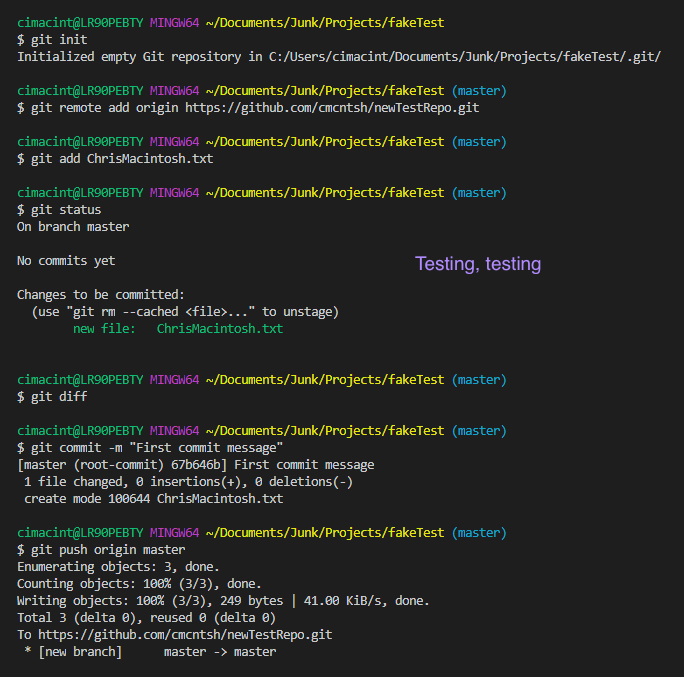 cimacint@LR90PEBTY MINGW64 ~/Documents/Junk/Projects/fakeTest
$ git init
Initialized empty Git repository in C:/Users/cimacint/Documents/Junk/Projects/fakeTest/.git/
cimacint@LR90PEBTY MINGW64 ~/Documents/Junk/Projects/fakeTest (master)
$ git remote add origin https://github.com/cmcntsh/newTestRepo.git
cimacint@LR90PEBTY MINGW64 ~/Documents/Junk/Projects/fakeTest (master)
$ git add ChrisMacintosh.txt
cimacint@LR90PEBTY MINGW64 ~/Documents/Junk/Projects/fakeTest (master)
$ git status
On branch master
No commits yet
Testing, testing
Changes to be committed:
(use "git rm --cached <file>..." to unstage)
new file: ChrisMacintosh.txt
cimacint@LR90PEBTY MINGW64 ~/Documents/Junk/Projects/fakeTest (master)
$ git diff
cimacint@LR90PEBTY MINGW64 ~/Documents/Junk/Projects/fakeTest (master)
$ git commit -m "First commit message"
[master (root-commit) 67b646b] First commit message
1 file changed, 0 insertions(+), 0 deletions(-)
create mode 100644 ChrisMacintosh.txt
cimacint@LR90PEBTY MINGW64 ~/Documents/Junk/Projects/fakeTest (master)
$ git push origin master
Enumerating objects: 3, done.
Counting objects: 100% (3/3), done.
Writing objects: 100% (3/3), 249 bytes | 41.00 KiB/s, done.
Total 3 (delta 0), reused 0 (delta 0)
To https://github.com/cmcntsh/newTestRepo.git
* [new branch] master -> master